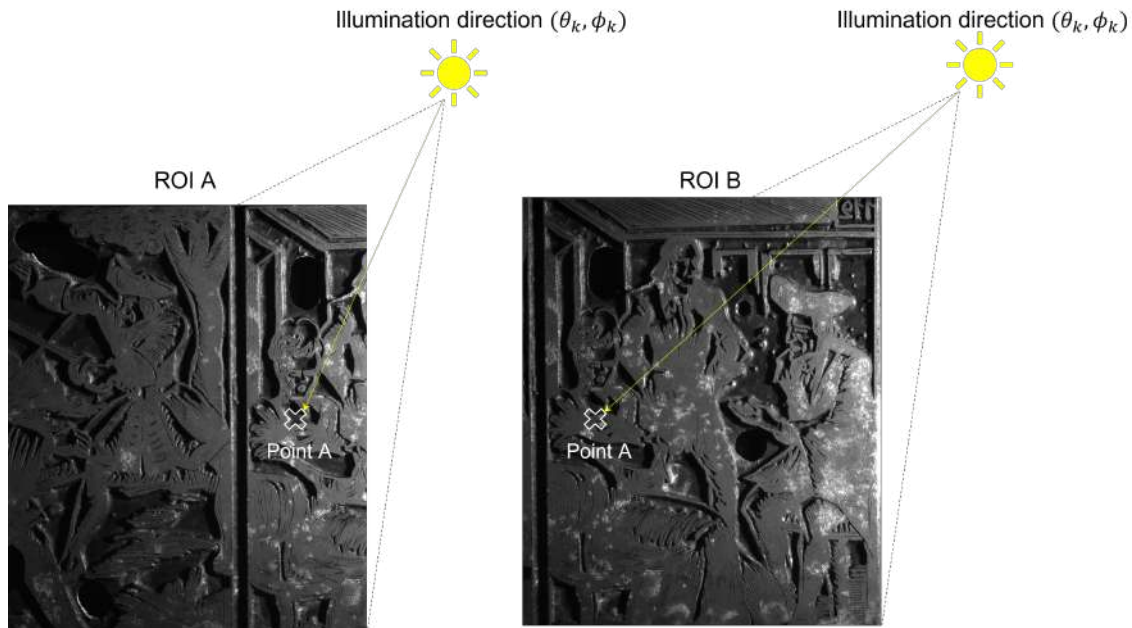 Illumination direction (θₖ, ϕₖ)
Illumination direction (θₖ, ϕₖ)
ROI A
ROI B
Point A
Point A